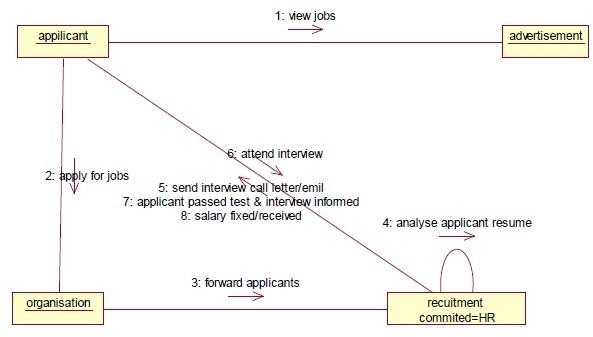 1: view jobs
appilicant
advertisement
6: attend interview
2: apply for jobs
5: send interview call letter/emil
7: applicant passed test & interview informed
8: salary fixed/received
4: analyse applicant resume
3: forward applicants
organisation
recuitment
commited=HR